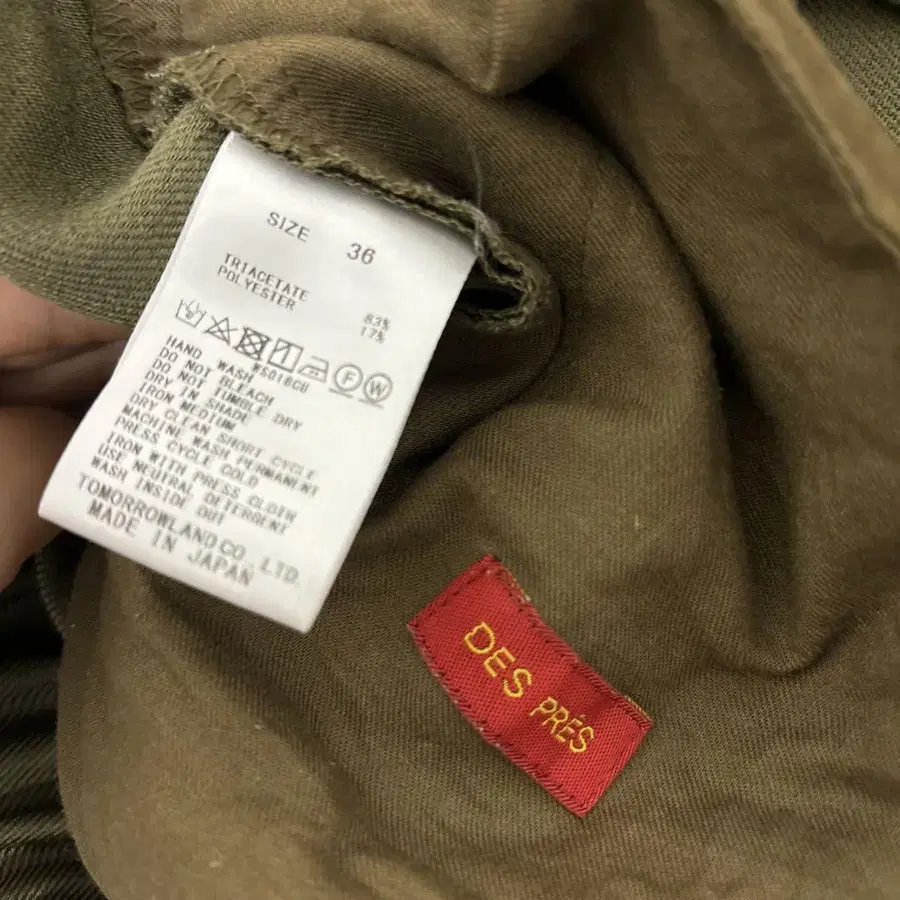 SIZE 36
TRIACETATE 83%
POLYESTER 17%
F W
WS018CU
HAND WASH
DO NOT BLEACH
DO NOT TUMBLE DRY
DRY IN SHADE
IRON MEDIUM
DRY CLEAN SHORT CYCLE
MACHINE WASH PERMANENT
PRESS CYCLE COLD
IRON WITH PRESS CLOTH
USE NEUTRAL DETERGENT
WASH INSIDE OUT
TOMORROWLAND CO., LTD.
MADE IN JAPAN
DES PRÉS